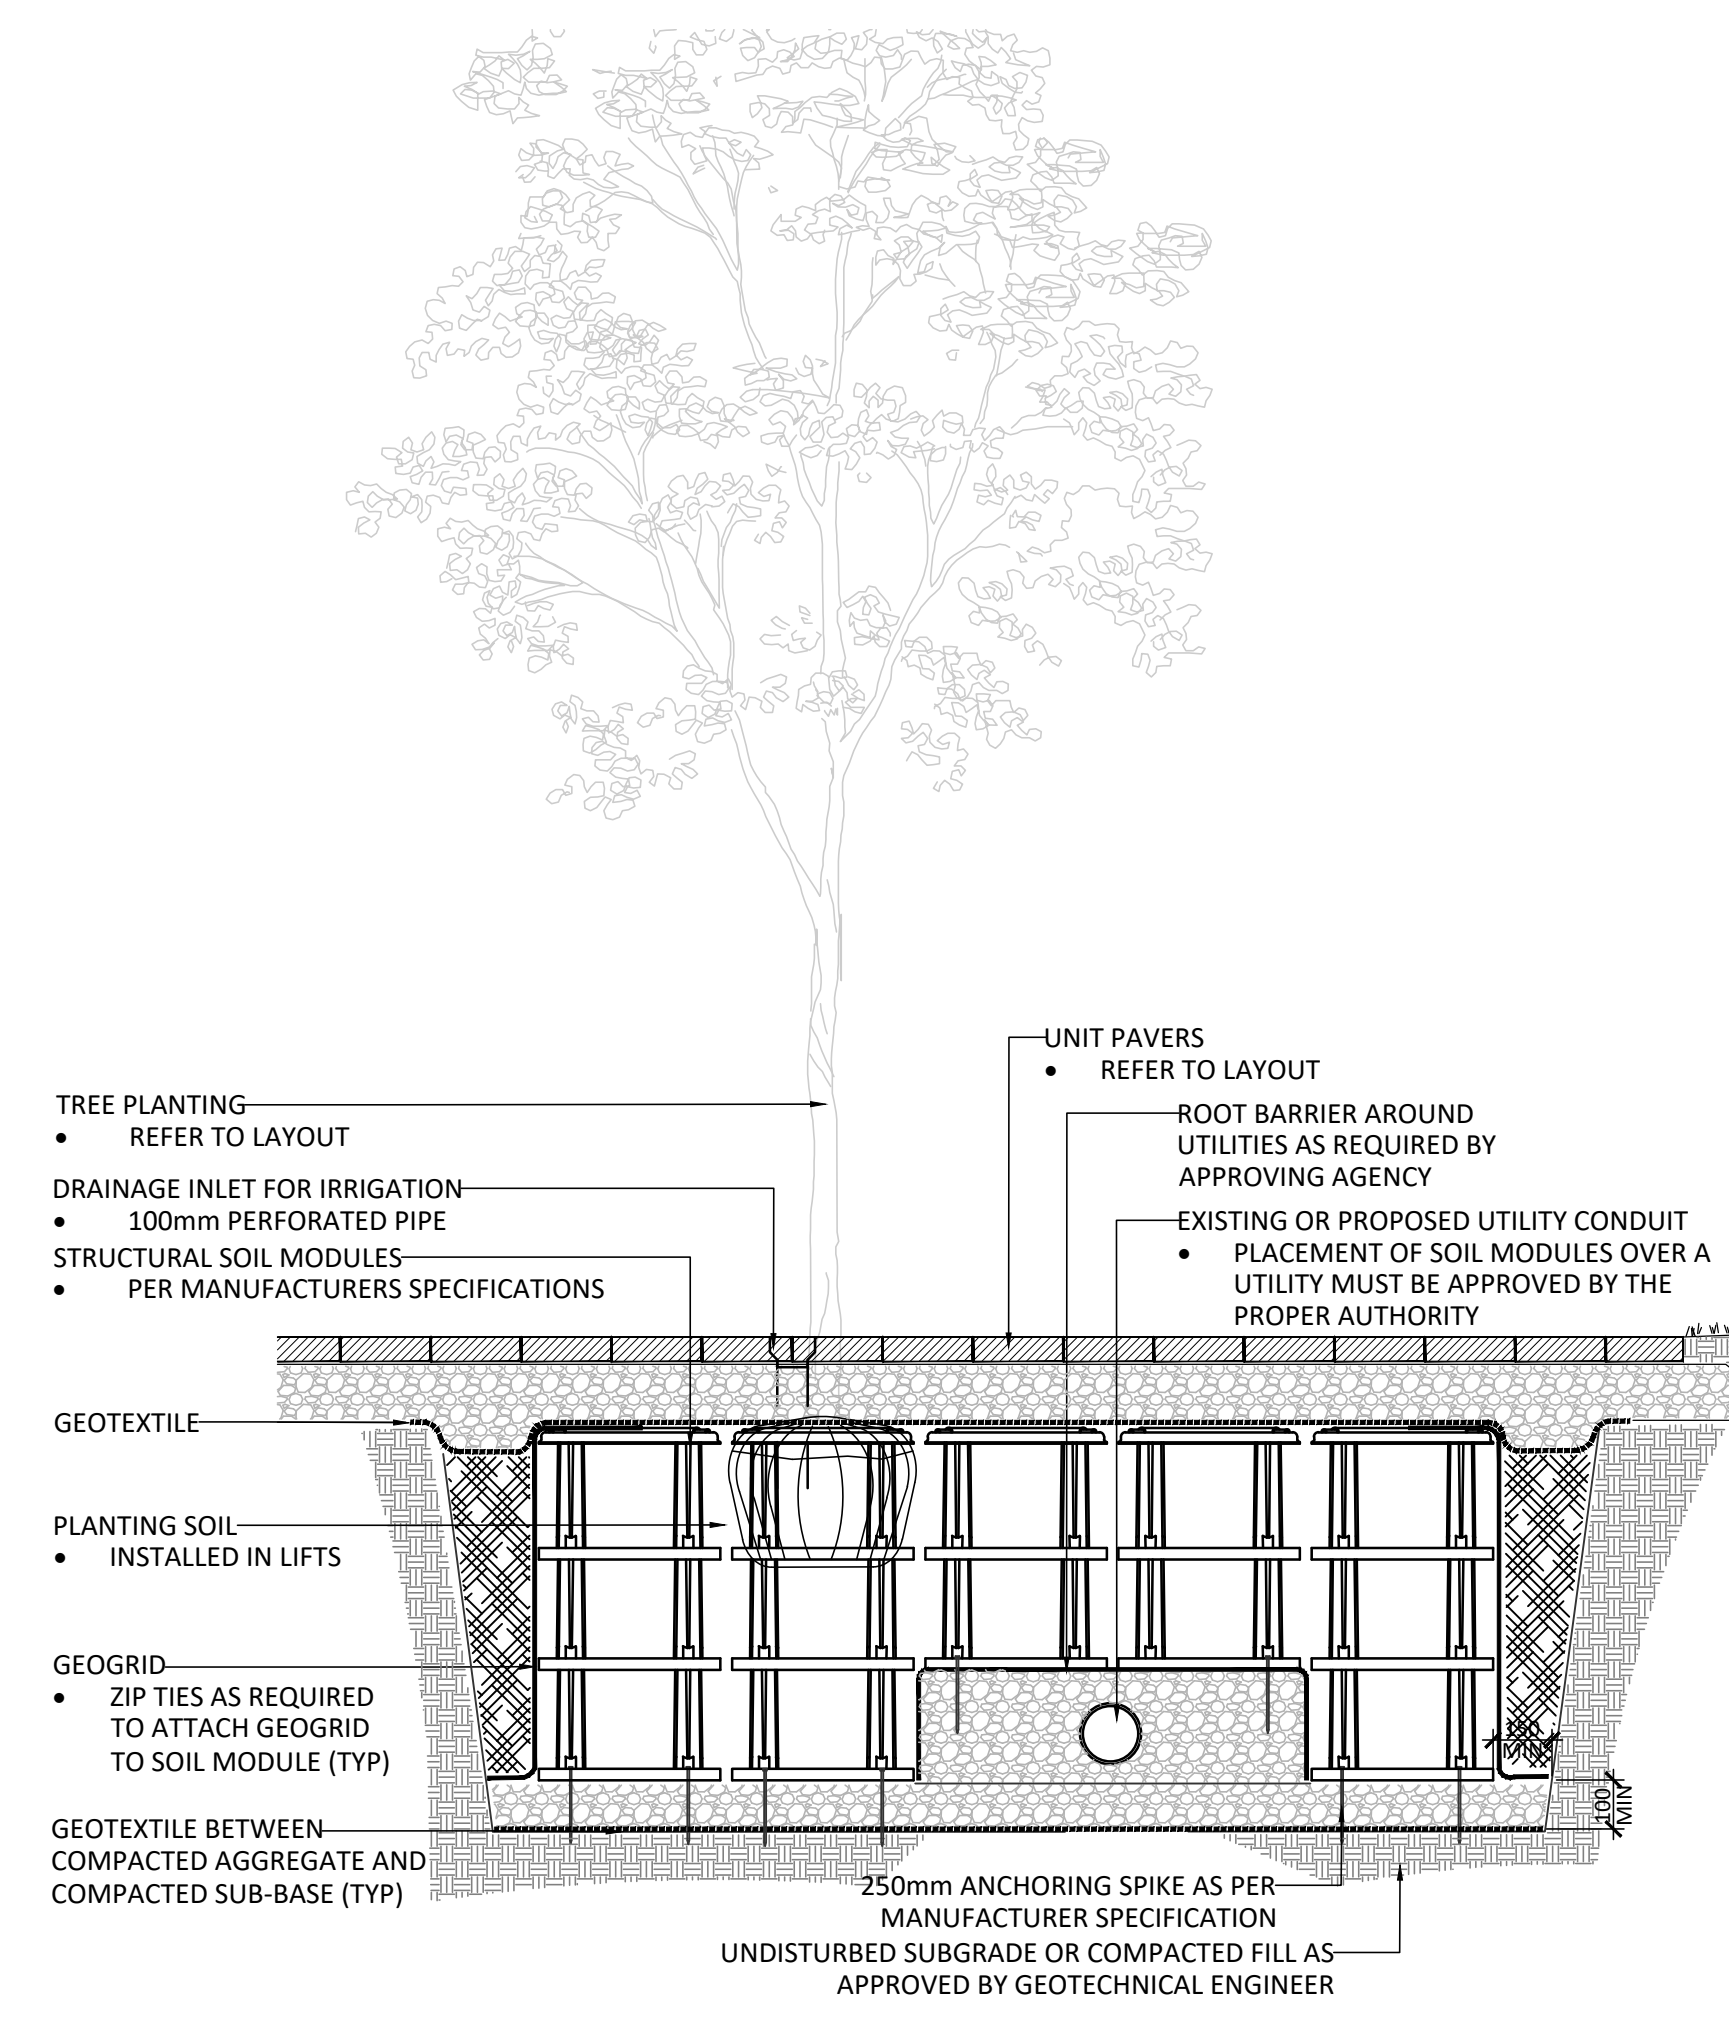 UNIT PAVERS
• REFER TO LAYOUT
TREE PLANTING
• REFER TO LAYOUT
ROOT BARRIER AROUND
UTILITIES AS REQUIRED BY
APPROVING AGENCY
DRAINAGE INLET FOR IRRIGATION
• 100mm PERFORATED PIPE
EXISTING OR PROPOSED UTILITY CONDUIT
• PLACEMENT OF SOIL MODULES OVER A
UTILITY MUST BE APPROVED BY THE
PROPER AUTHORITY
STRUCTURAL SOIL MODULES
• PER MANUFACTURERS SPECIFICATIONS
GEOTEXTILE
PLANTING SOIL
• INSTALLED IN LIFTS
GEOGRID
• ZIP TIES AS REQUIRED
TO ATTACH GEOGRID
TO SOIL MODULE (TYP)
150
MIN
100
MIN
GEOTEXTILE BETWEEN
COMPACTED AGGREGATE AND
COMPACTED SUB-BASE (TYP)
250mm ANCHORING SPIKE AS PER
MANUFACTURER SPECIFICATION
UNDISTURBED SUBGRADE OR COMPACTED FILL AS
APPROVED BY GEOTECHNICAL ENGINEER